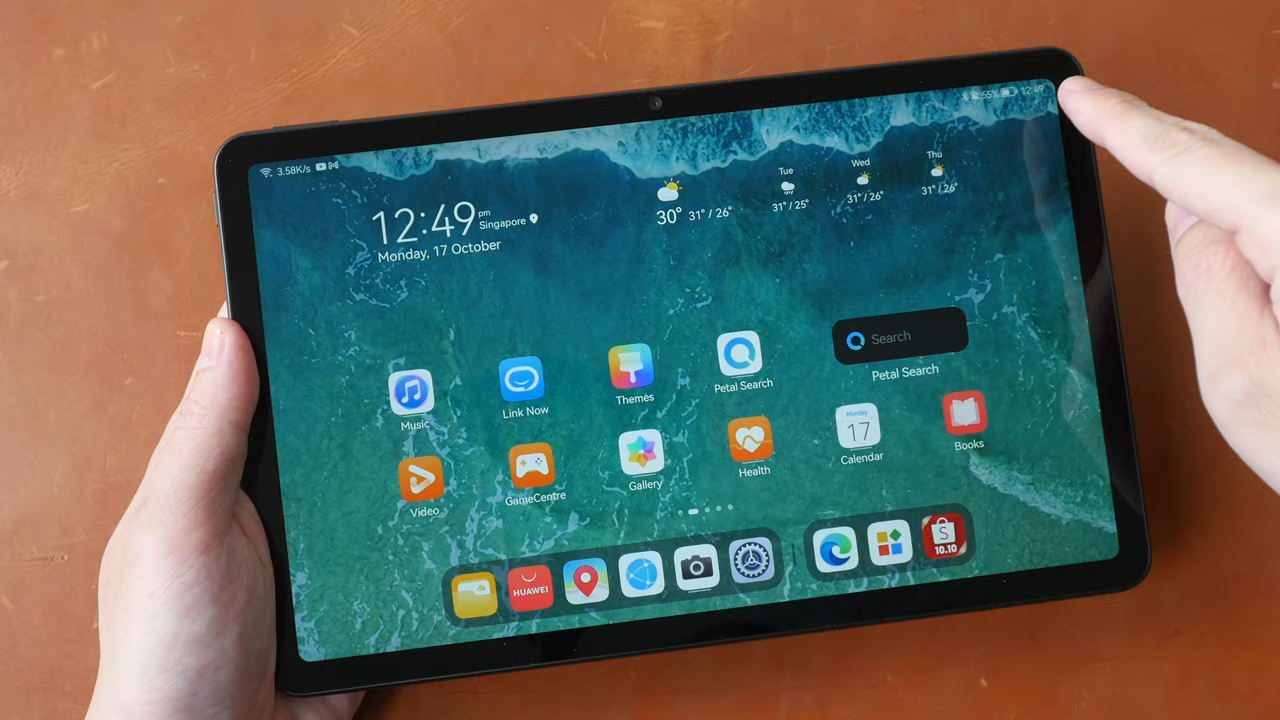 3.58K/s
55%
12:49
12:49 pm
Singapore
Monday, 17 October
30° 31° / 26°
Tue
31° / 25°
Wed
31° / 26°
Thu
31° / 26°
Music
Link Now
Themes
Petal Search
Search
Petal Search
Video
GameCentre
Gallery
Health
Monday
17
Calendar
Books
HUAWEI
S
10.10